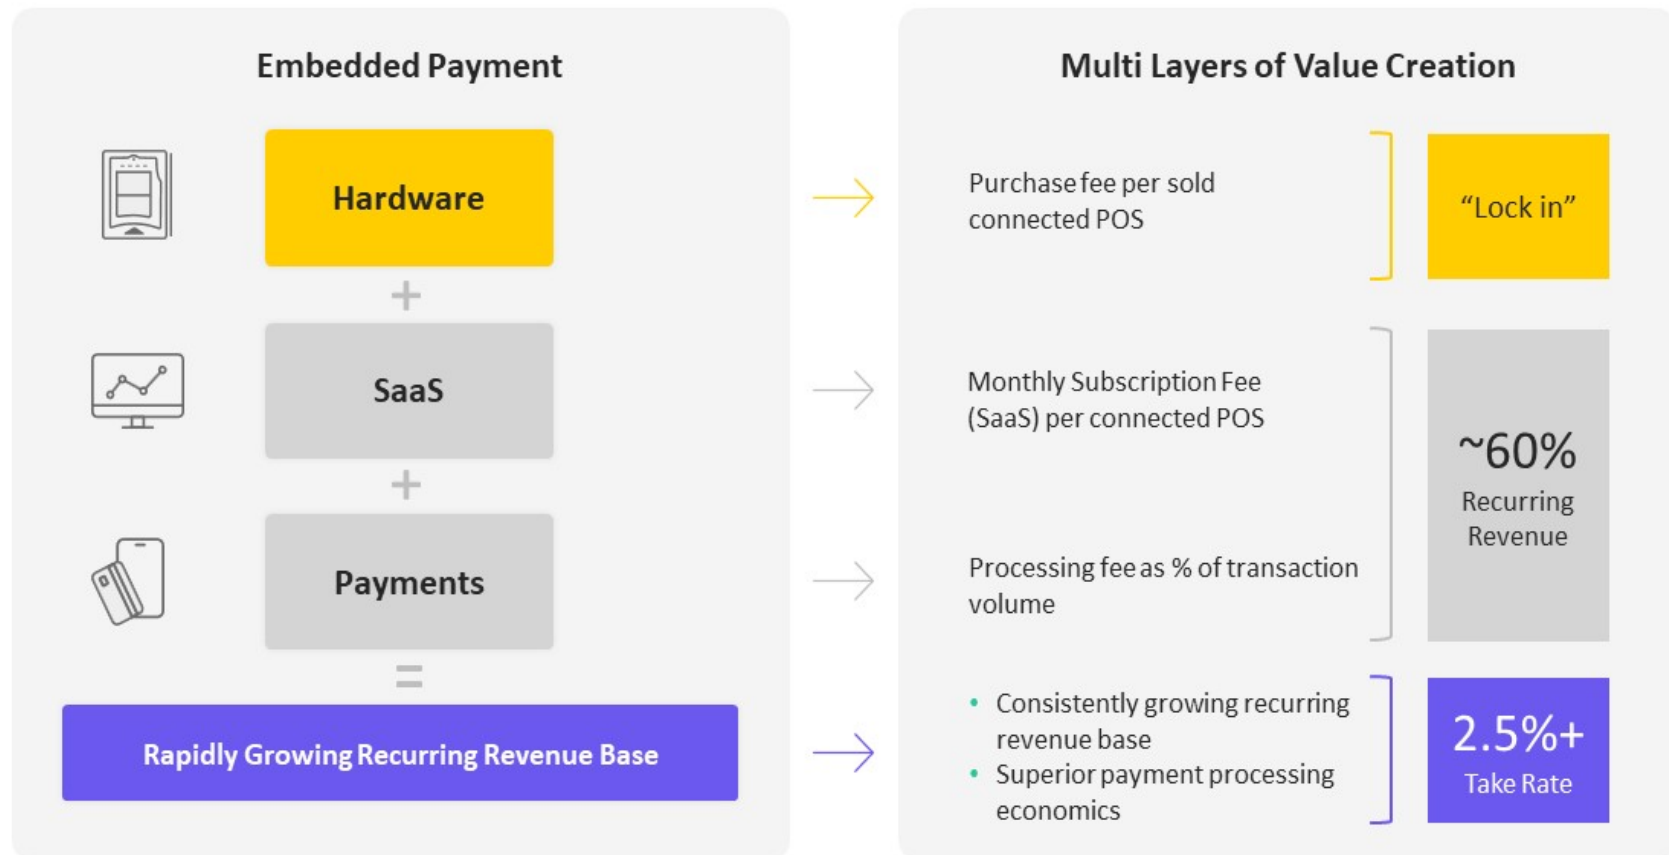 Embedded Payment
Hardware
+
SaaS
+
Payments
=
Rapidly Growing Recurring Revenue Base
Multi Layers of Value Creation
Purchase fee per sold
connected POS
“Lock in”
Monthly Subscription Fee
(SaaS) per connected POS
Processing fee as % of transaction
volume
~60%
Recurring
Revenue
• Consistently growing recurring
revenue base
• Superior payment processing
economics
2.5%+
Take Rate